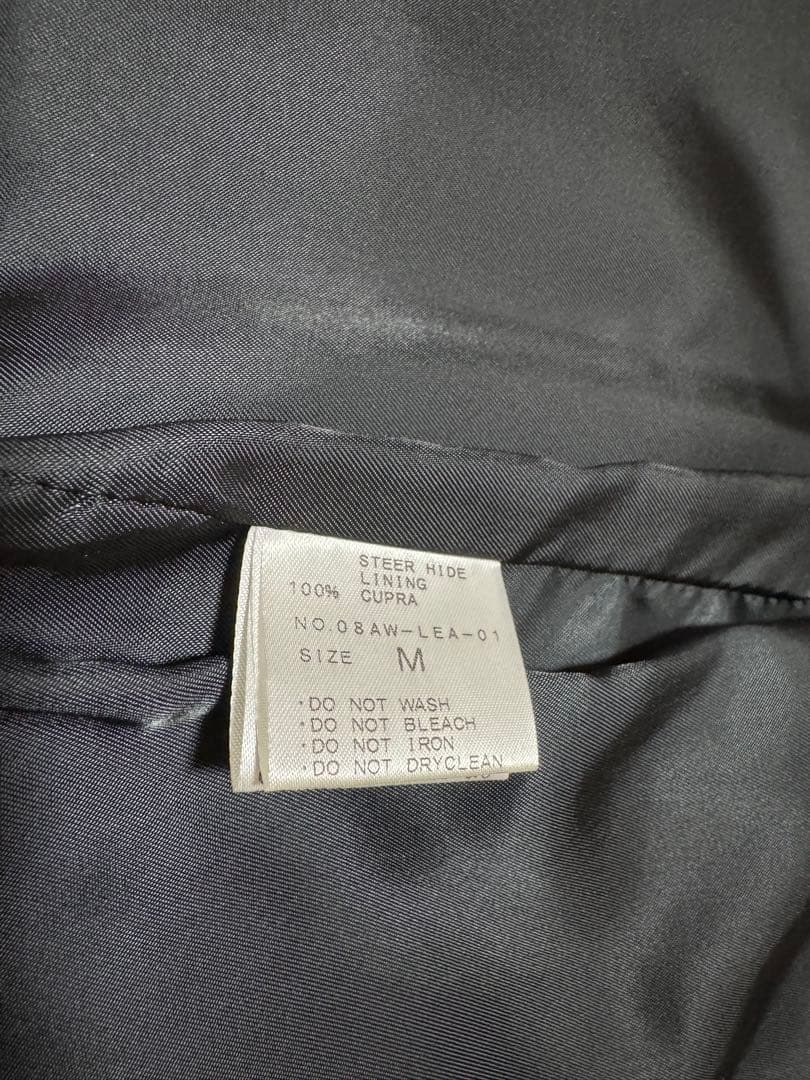 STEER HIDE
LINING
100% CUPRA
NO.08AW-LEA-01
SIZE M
・DO NOT WASH
・DO NOT BLEACH
・DO NOT IRON
・DO NOT DRYCLEAN